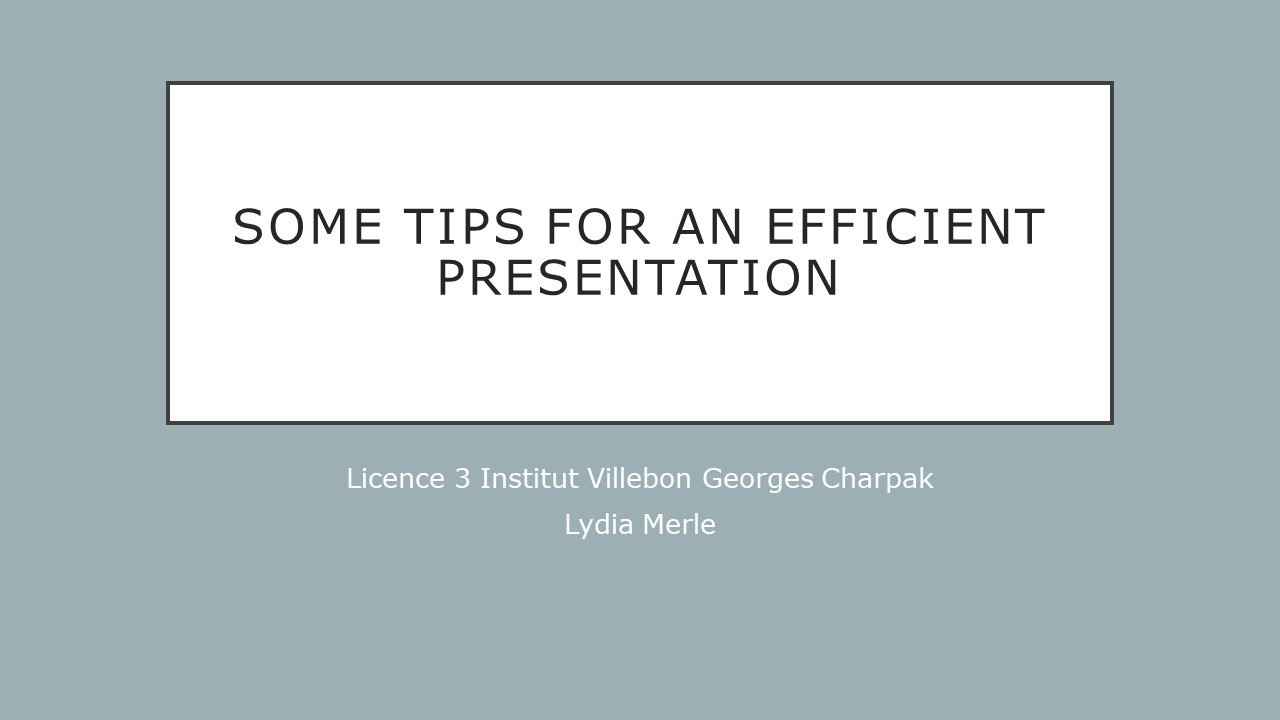 SOME TIPS FOR AN EFFICIENT
PRESENTATION
Licence 3 Institut Villebon Georges Charpak
Lydia Merle